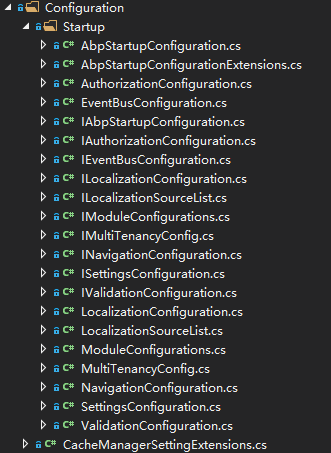 Configuration
Startup
C# AbpStartupConfiguration.cs
C# AbpStartupConfigurationExtensions.cs
C# AuthorizationConfiguration.cs
C# EventBusConfiguration.cs
C# IAbpStartupConfiguration.cs
C# IAuthorizationConfiguration.cs
C# IEventBusConfiguration.cs
C# ILocalizationConfiguration.cs
C# ILocalizationSourceList.cs
C# IModuleConfigurations.cs
C# IMultiTenancyConfig.cs
C# INavigationConfiguration.cs
C# ISettingsConfiguration.cs
C# IValidationConfiguration.cs
C# LocalizationConfiguration.cs
C# LocalizationSourceList.cs
C# ModuleConfigurations.cs
C# MultiTenancyConfig.cs
C# NavigationConfiguration.cs
C# SettingsConfiguration.cs
C# ValidationConfiguration.cs
C# CacheManagerSettingExtensions.cs